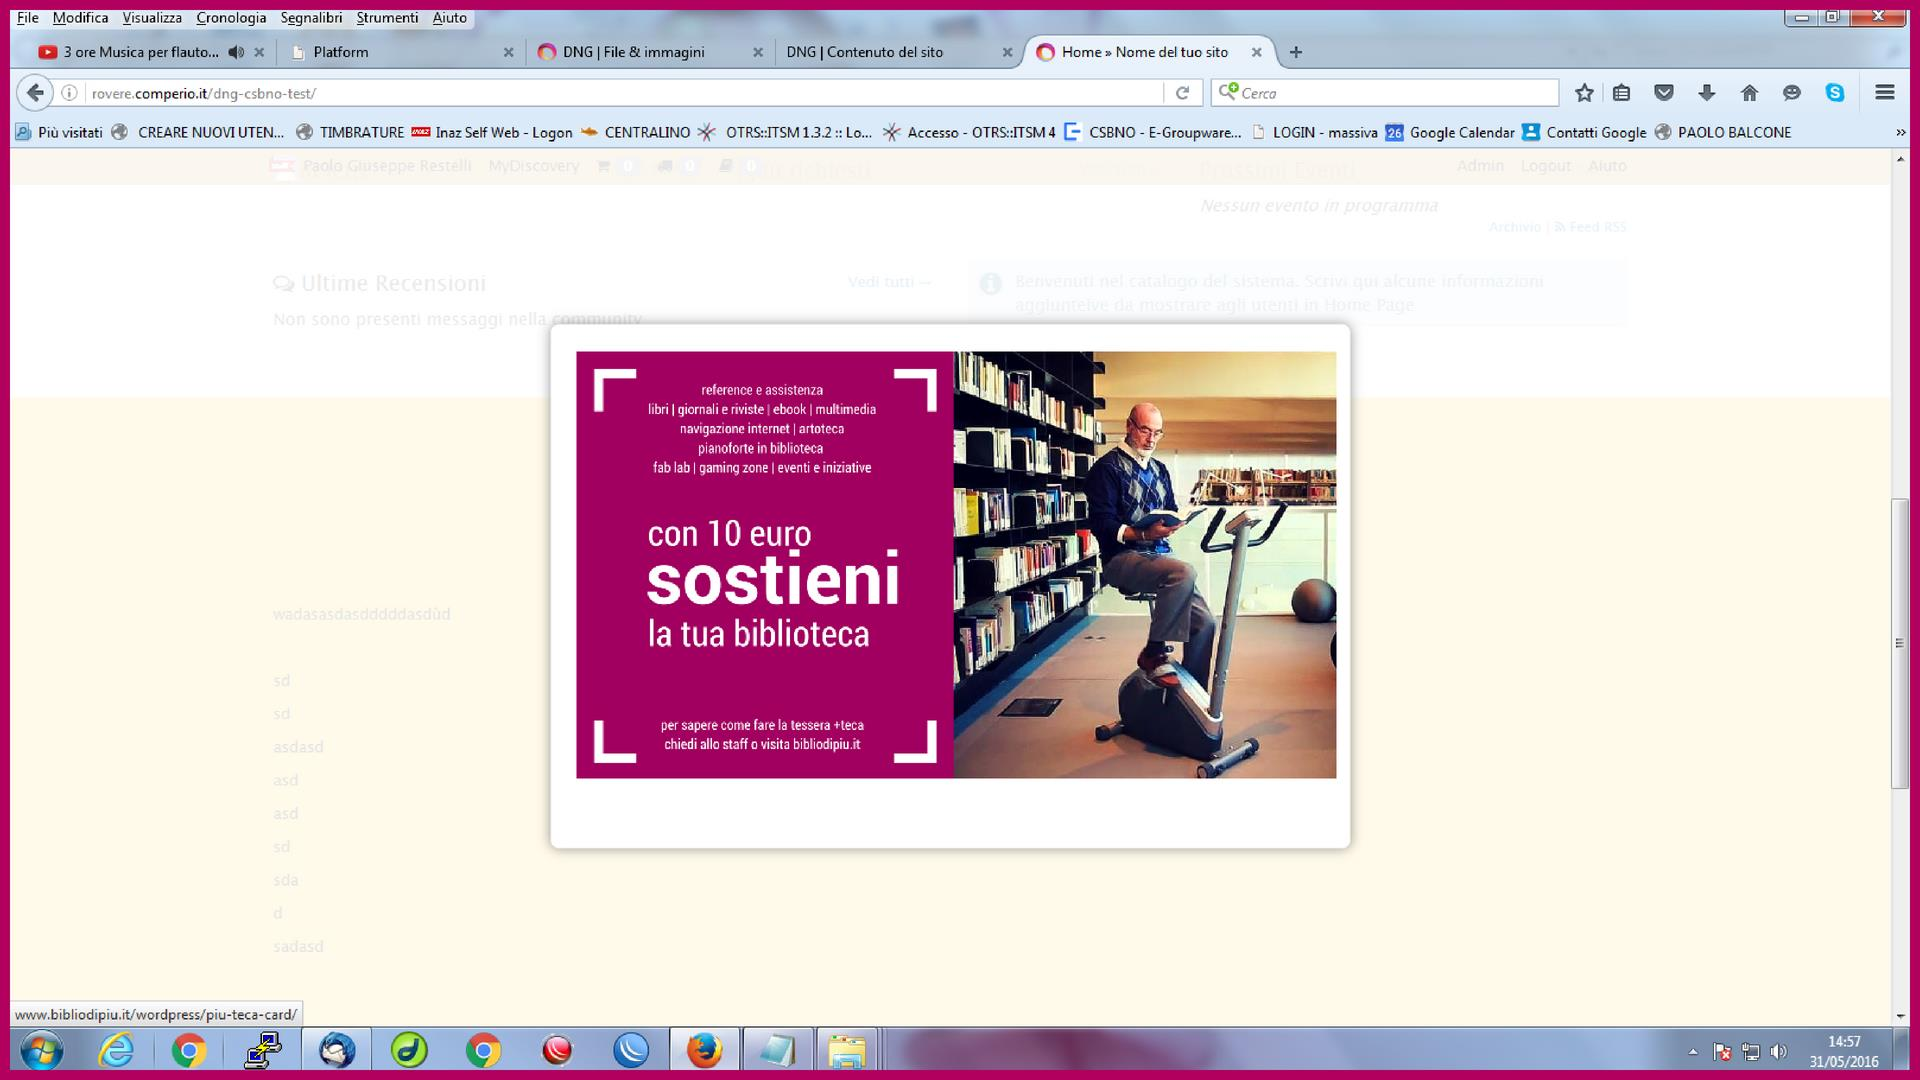 File Modifica Visualizza Cronologia Segnalibri Strumenti Aiuto
3 ore Musica per flauto... Platform DNG | File & immagini DNG | Contenuto del sito Home » Nome del tuo sito
rovere.comperio.it/dng-csbno-test/ Cerca
Più visitati CREARE NUOVI UTEN... TIMBRATURE INAZ Inaz Self Web - Logon CENTRALINO OTRS::ITSM 1.3.2 :: Lo... Accesso - OTRS::ITSM 4 CSBNO - E-Groupware... LOGIN - massiva 26 Google Calendar Contatti Google PAOLO BALCONE »
Paolo Giuseppe Restelli MyDiscovery 0 0 0 richiesti Prossimi Eventi Admin Logout Aiuto
Nessun evento in programma
Archivio | Feed RSS
Ultime Recensioni Vedi tutti →
Benvenuti nel catalogo del sistema. Scrivi qui alcune informazioni
aggiunteive da mostrare agli utenti in Home Page
Non sono presenti messaggi nella community
reference e assistenza
libri | giornali e riviste | ebook | multimedia
navigazione internet | artoteca
pianoforte in biblioteca
fab lab | gaming zone | eventi e iniziative
con 10 euro
sostieni
la tua biblioteca
per sapere come fare la tessera +teca
chiedi allo staff o visita bibliodipiu.it
wadasasdasdddddasdùd
sd
sd
asdasd
asd
asd
sd
sda
d
sadasd
www.bibliodipiu.it/wordpress/piu-teca-card/
14:57
31/05/2016